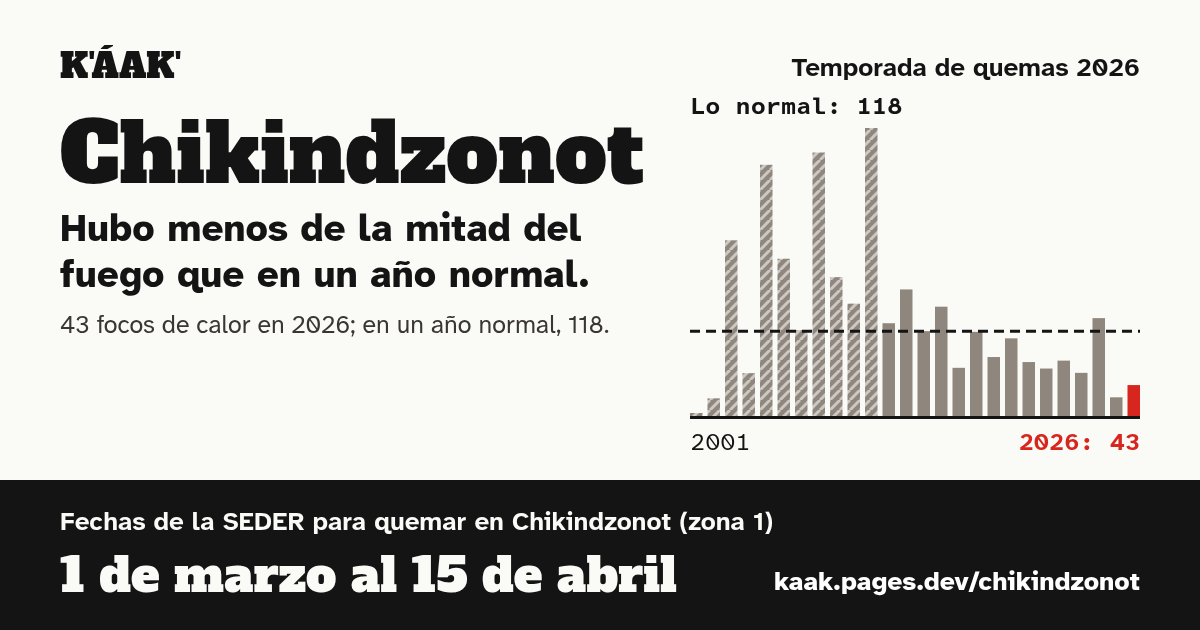 K'ÁAK'
Chikindzonot
Hubo menos de la mitad del
fuego que en un año normal.
43 focos de calor en 2026; en un año normal, 118.
Temporada de quemas 2026
Lo normal: 118
2001
2026: 43
Fechas de la SEDER para quemar en Chikindzonot (zona 1)
1 de marzo al 15 de abril
kaak.pages.dev/chikindzonot